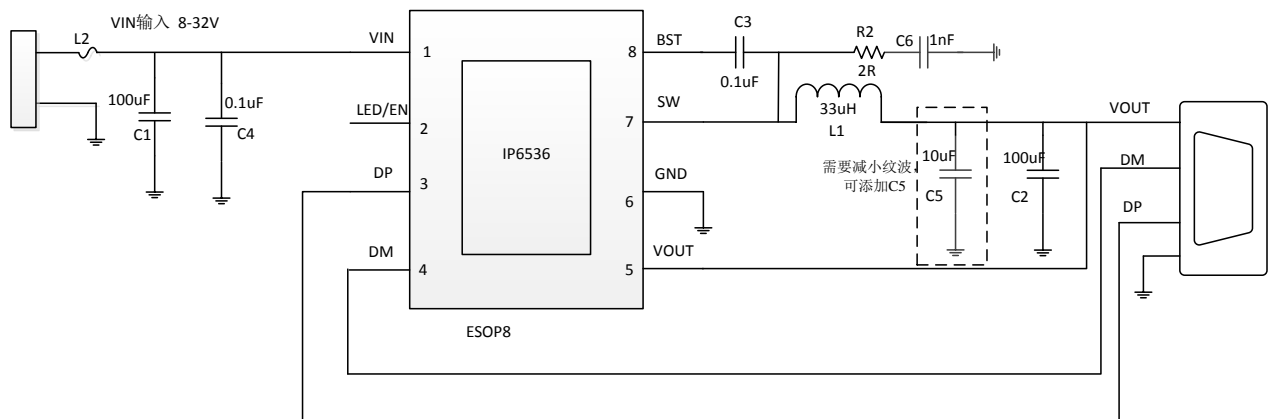 VIN输入 8-32V
L2
VIN
1
100uF
C1
0.1uF
C4
LED/EN
2
DP
3
DM
4
IP6536
ESOP8
8
BST
C3
0.1uF
R2
2R
C6
1nF
SW
7
33uH
L1
GND
6
VOUT
5
需要减小纹波,
可添加C5
10uF
C5
100uF
C2
VOUT
DM
DP